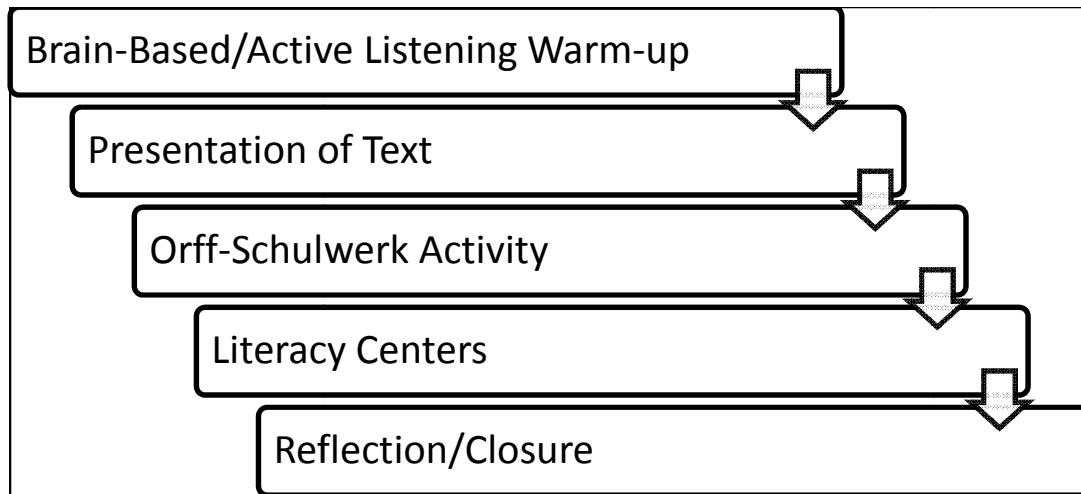 Brain-Based/Active Listening Warm-up
Presentation of Text
Orff-Schulwerk Activity
Literacy Centers
Reflection/Closure